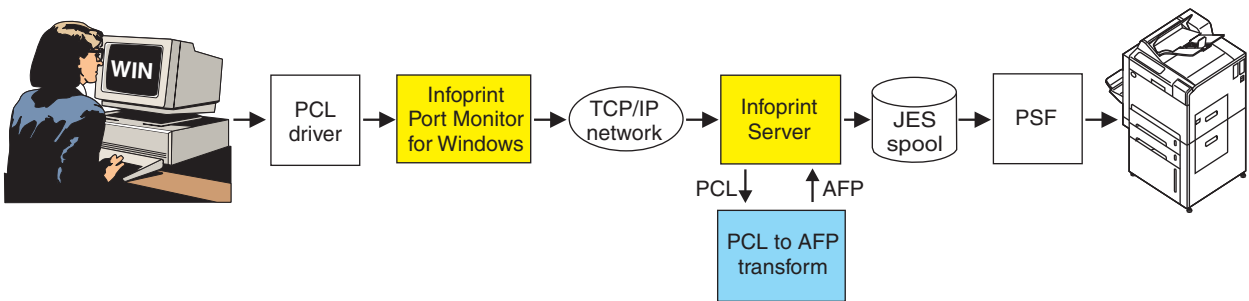 WIN
PCL
driver
Infoprint
Port Monitor
for Windows
TCP/IP
network
Infoprint
Server
JES
spool
PSF
PCL
AFP
PCL to AFP
transform